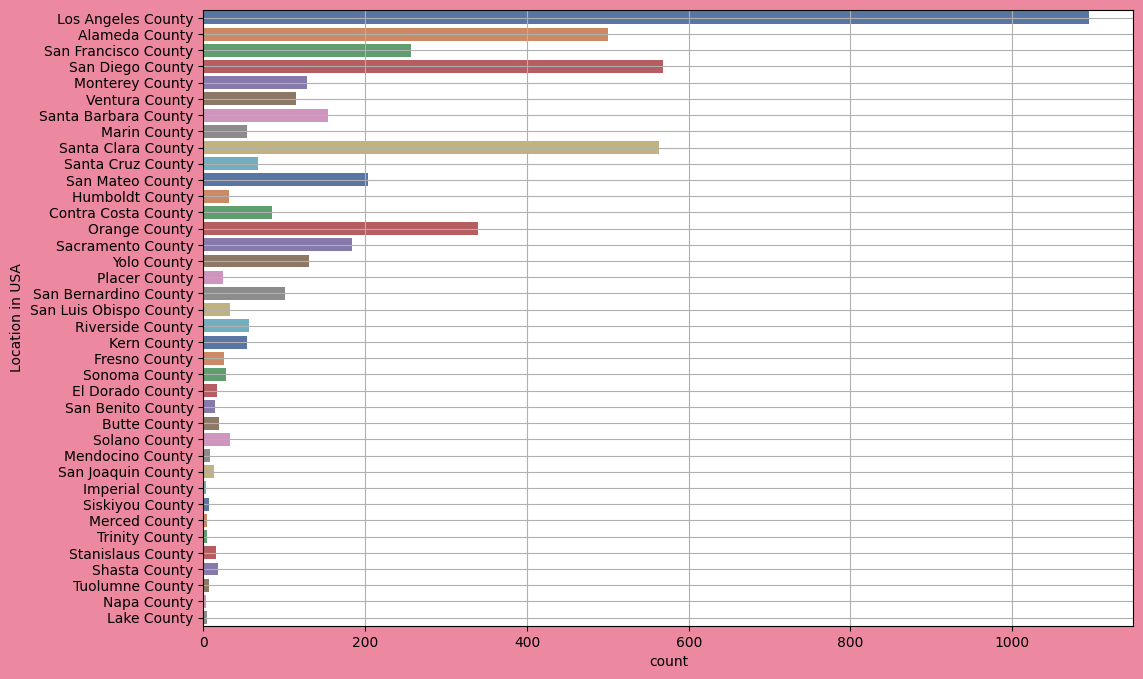 Los Angeles County
Alameda County
San Francisco County
San Diego County
Monterey County
Ventura County
Santa Barbara County
Marin County
Santa Clara County
Santa Cruz County
San Mateo County
Humboldt County
Contra Costa County
Orange County
Sacramento County
Yolo County
Placer County
San Bernardino County
San Luis Obispo County
Riverside County
Kern County
Fresno County
Sonoma County
El Dorado County
San Benito County
Butte County
Solano County
Mendocino County
San Joaquin County
Imperial County
Siskiyou County
Merced County
Trinity County
Stanislaus County
Shasta County
Tuolumne County
Napa County
Lake County
Location in USA
0 200 400 600 800 1000
count